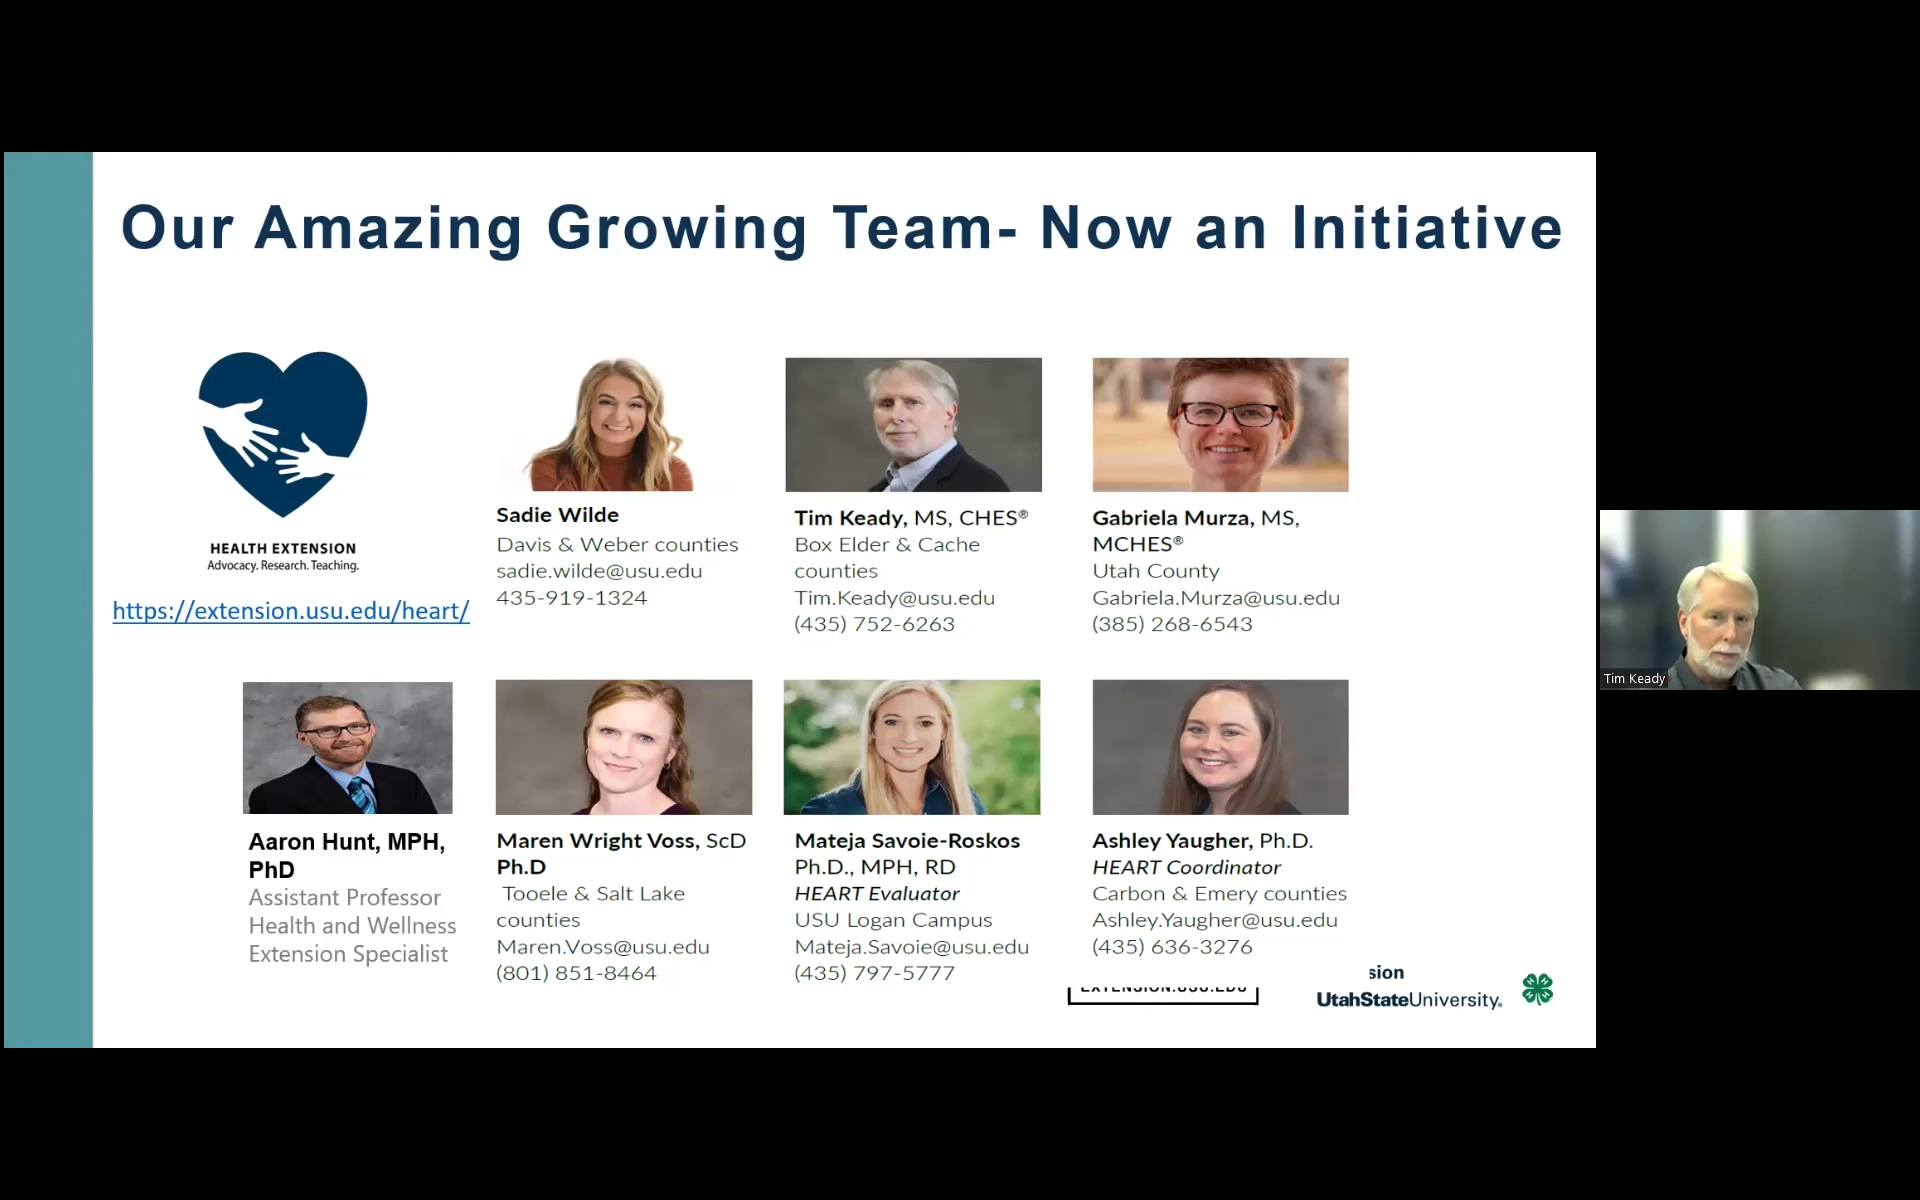 Our Amazing Growing Team- Now an Initiative
HEALTH EXTENSION
Advocacy. Research. Teaching.
https://extension.usu.edu/heart/
Sadie Wilde
Davis & Weber counties
sadie.wilde@usu.edu
435-919-1324
Tim Keady, MS, CHES®
Box Elder & Cache
counties
Tim.Keady@usu.edu
(435) 752-6263
Gabriela Murza, MS,
MCHES®
Utah County
Gabriela.Murza@usu.edu
(385) 268-6543
Tim Keady
Aaron Hunt, MPH,
PhD
Assistant Professor
Health and Wellness
Extension Specialist
Maren Wright Voss, ScD
Ph.D
Tooele & Salt Lake
counties
Maren.Voss@usu.edu
(801) 851-8464
Mateja Savoie-Roskos
Ph.D., MPH, RD
HEART Evaluator
USU Logan Campus
Mateja.Savoie@usu.edu
(435) 797-5777
Ashley Yaugher, Ph.D.
HEART Coordinator
Carbon & Emery counties
Ashley.Yaugher@usu.edu
(435) 636-3276
EXTENSION.USU.EDU
sion
UtahStateUniversity.